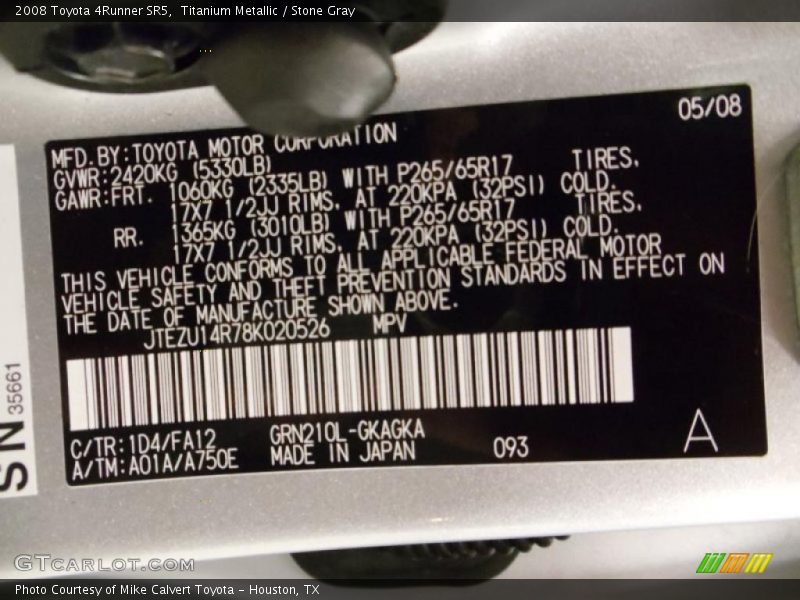 2008 Toyota 4Runner SR5,  Titanium Metallic / Stone Gray
05/08
MFD.BY:TOYOTA MOTOR CORPORATION
GVWR:2420KG (5330LB)
GAWR:FRT. 1060KG (2335LB) WITH P265/65R17 TIRES,
17X7 1/2JJ RIMS, AT 220KPA (32PSI) COLD.
RR. 1365KG (3010LB) WITH P265/65R17 TIRES,
17X7 1/2JJ RIMS, AT 220KPA (32PSI) COLD.
THIS VEHICLE CONFORMS TO ALL APPLICABLE FEDERAL MOTOR
VEHICLE SAFETY AND THEFT PREVENTION STANDARDS IN EFFECT ON
THE DATE OF MANUFACTURE SHOWN ABOVE.
JTEZU14R78K020526 MPV
C/TR:1D4/FA12 GRN210L-GKAGKA
A/TM:A01A/A750E MADE IN JAPAN 093 A
SN 35661
GTCARLOT.COM
Photo Courtesy of Mike Calvert Toyota - Houston, TX